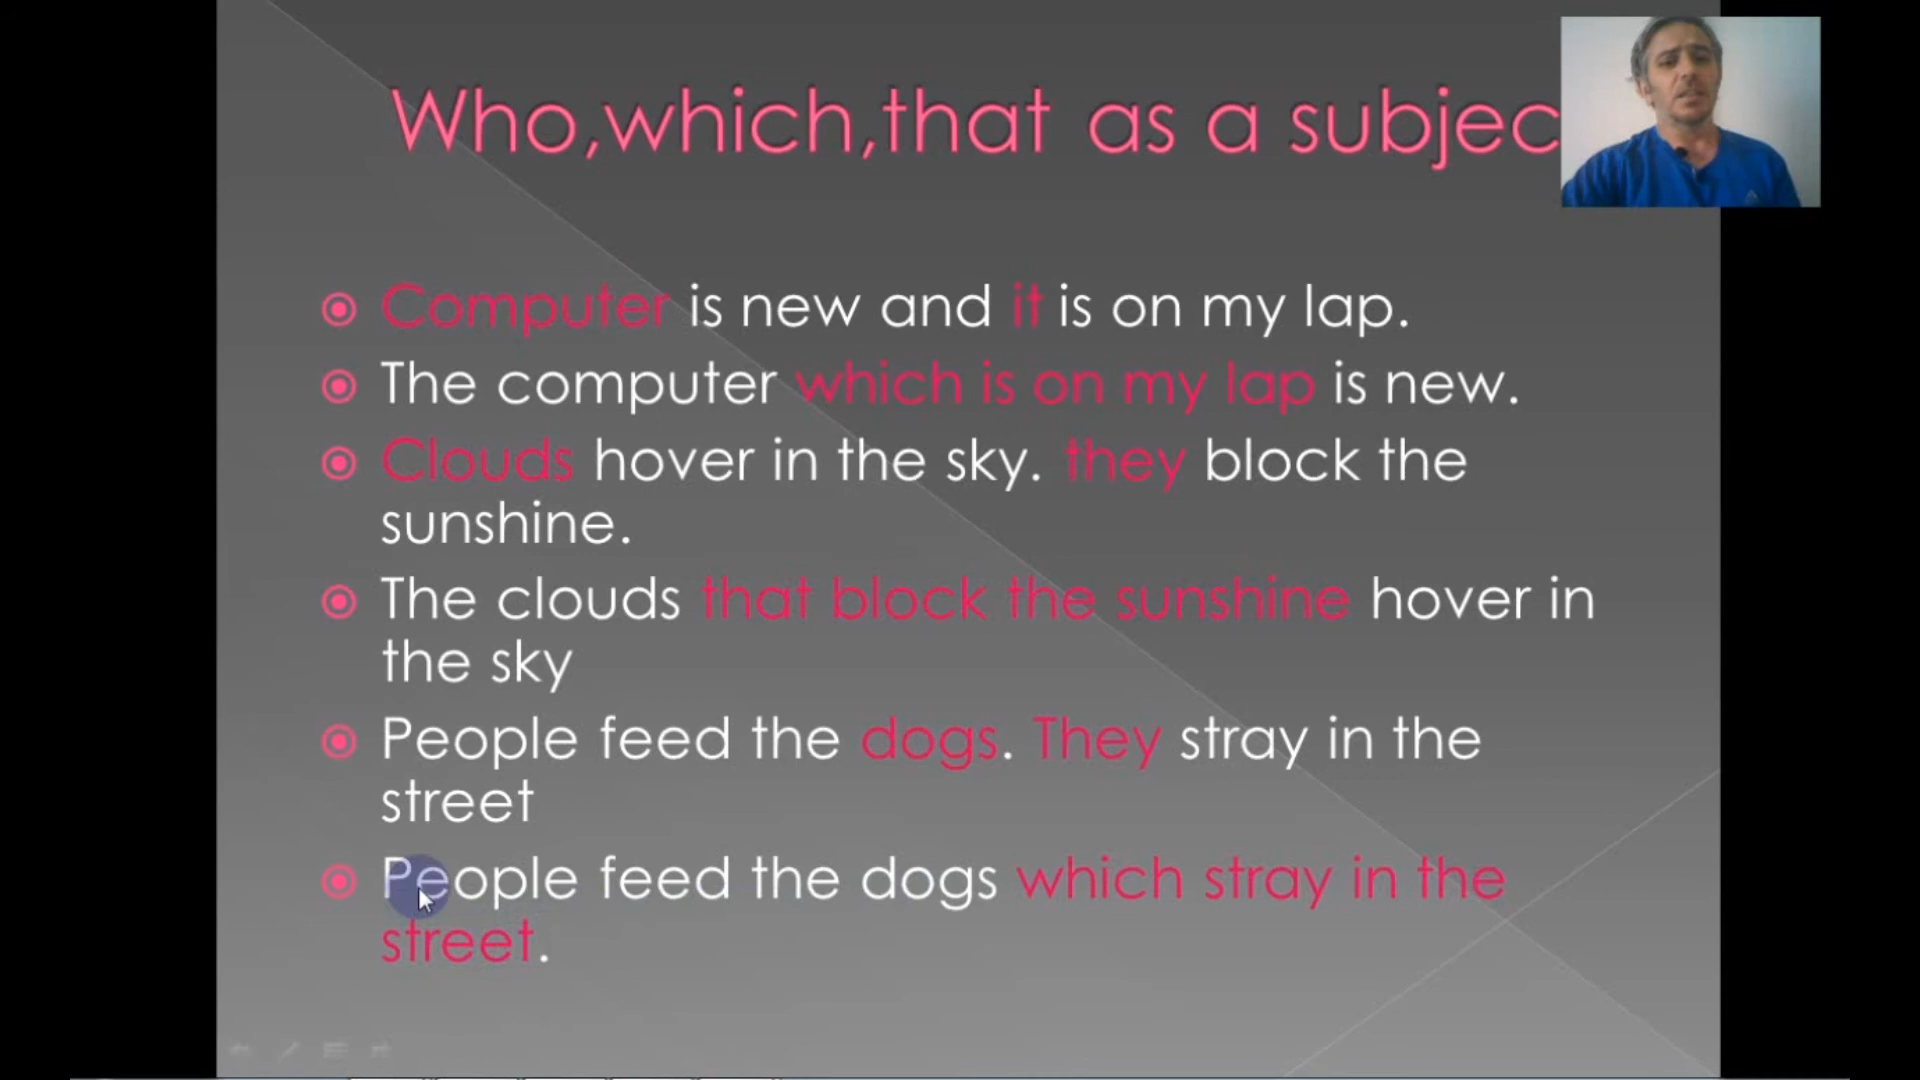 Who,which,that as a subjec
Computer is new and it is on my lap.
The computer which is on my lap is new.
Clouds hover in the sky. they block the
sunshine.
The clouds that block the sunshine hover in
the sky
People feed the dogs. They stray in the
street
People feed the dogs which stray in the
street.